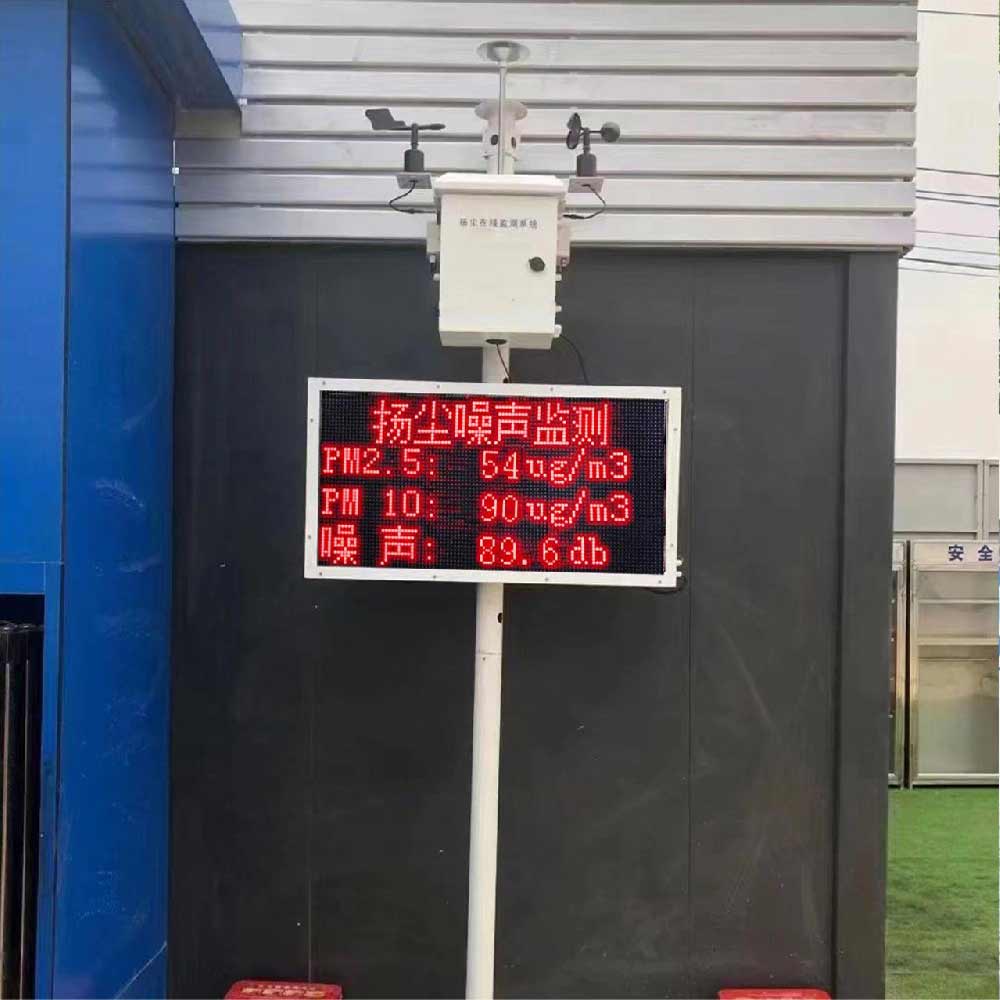 扬尘在线监测系统
扬尘噪声监测
PM2.5: 54ug/m3
PM 10: 90ug/m3
噪 声: 89.6db
安 全